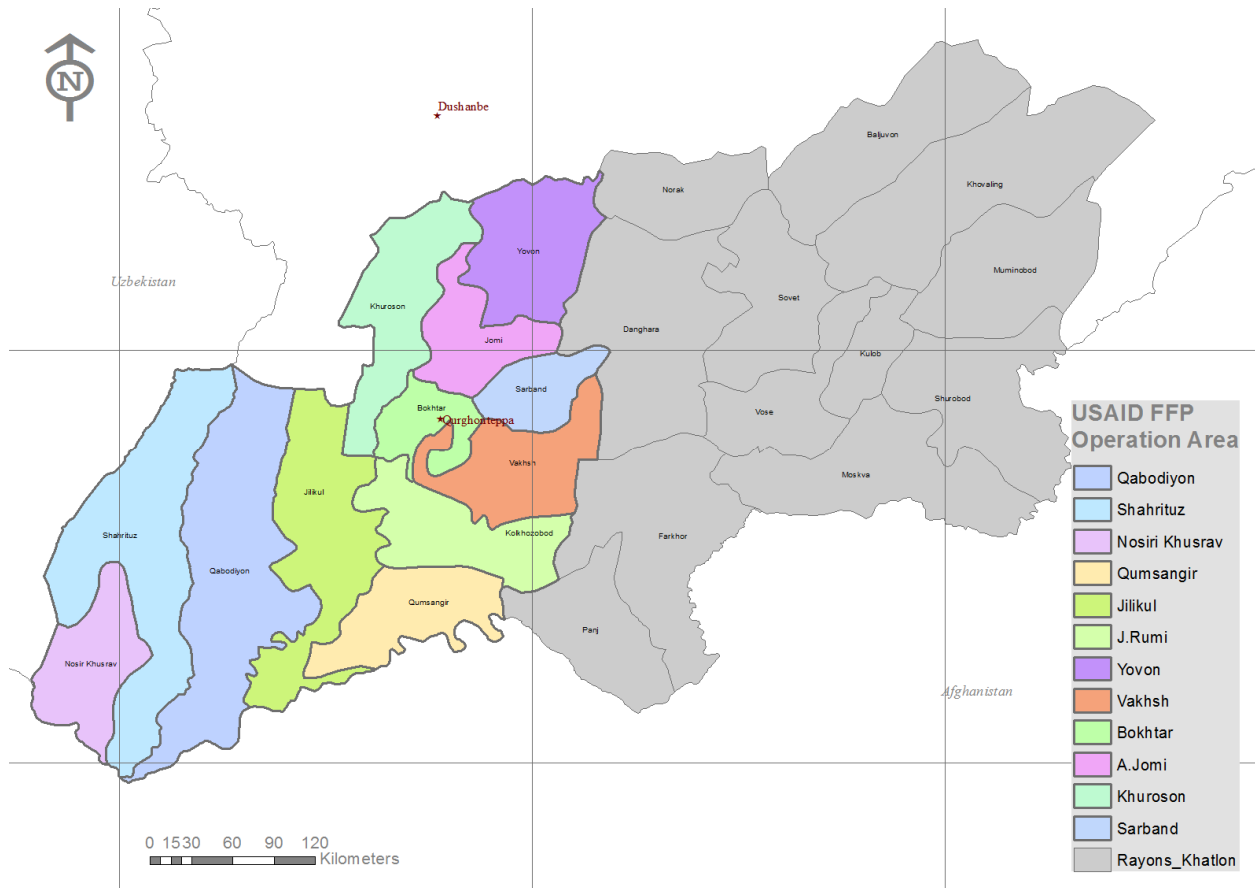 N
Dushanbe
Baljuvon
Norak
Khovaling
Yovon
Muminobod
Uzbekistan
Sovet
Khuroson
Danghara
Jomi
Kulob
Sarband
Shurobod
Bokhtar
Vose
Qurghonteppa
Vakhsh
Moskva
Jilikul
Shahrituz
Kolkhozobod
Farkhor
Qabodiyon
Qumsangir
Panj
Nosir Khusrav
Afghanistan
USAID FFP
Operation Area
Qabodiyon
Shahrituz
Nosiri Khusrav
Qumsangir
Jilikul
J.Rumi
Yovon
Vakhsh
Bokhtar
A.Jomi
Khuroson
Sarband
Rayons_Khatlon
0 1530 60 90 120
Kilometers